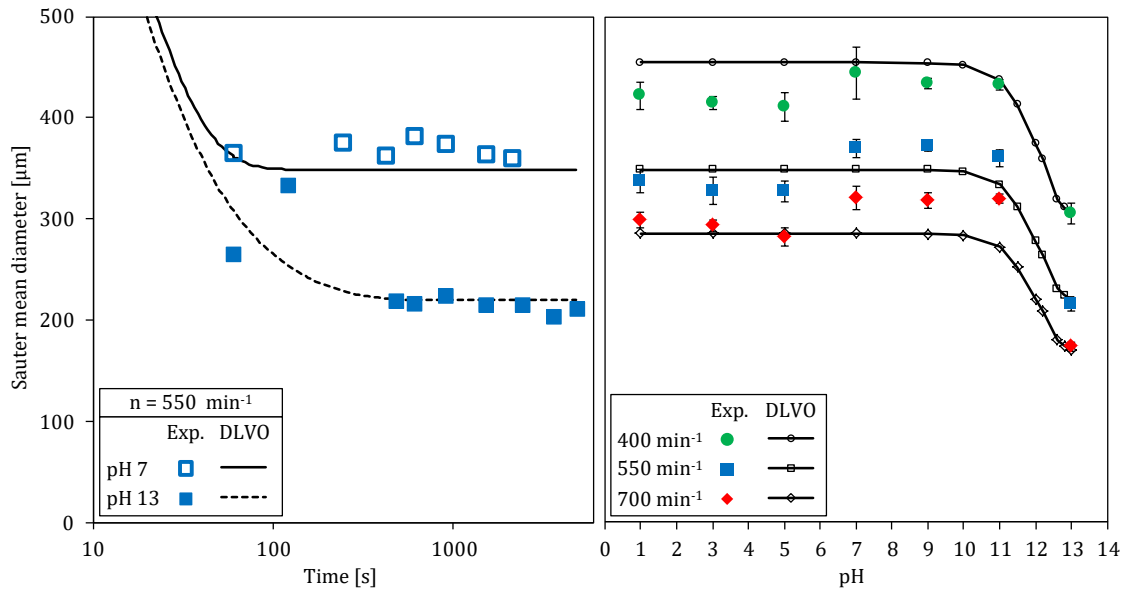 Sauter mean diameter [μm]
500
400
300
200
100
0
n = 550 min-1
Exp. DLVO
pH 7
pH 13
10 100 1000
Time [s]
Exp. DLVO
400 min-1
550 min-1
700 min-1
0 1 2 3 4 5 6 7 8 9 10 11 12 13 14
pH